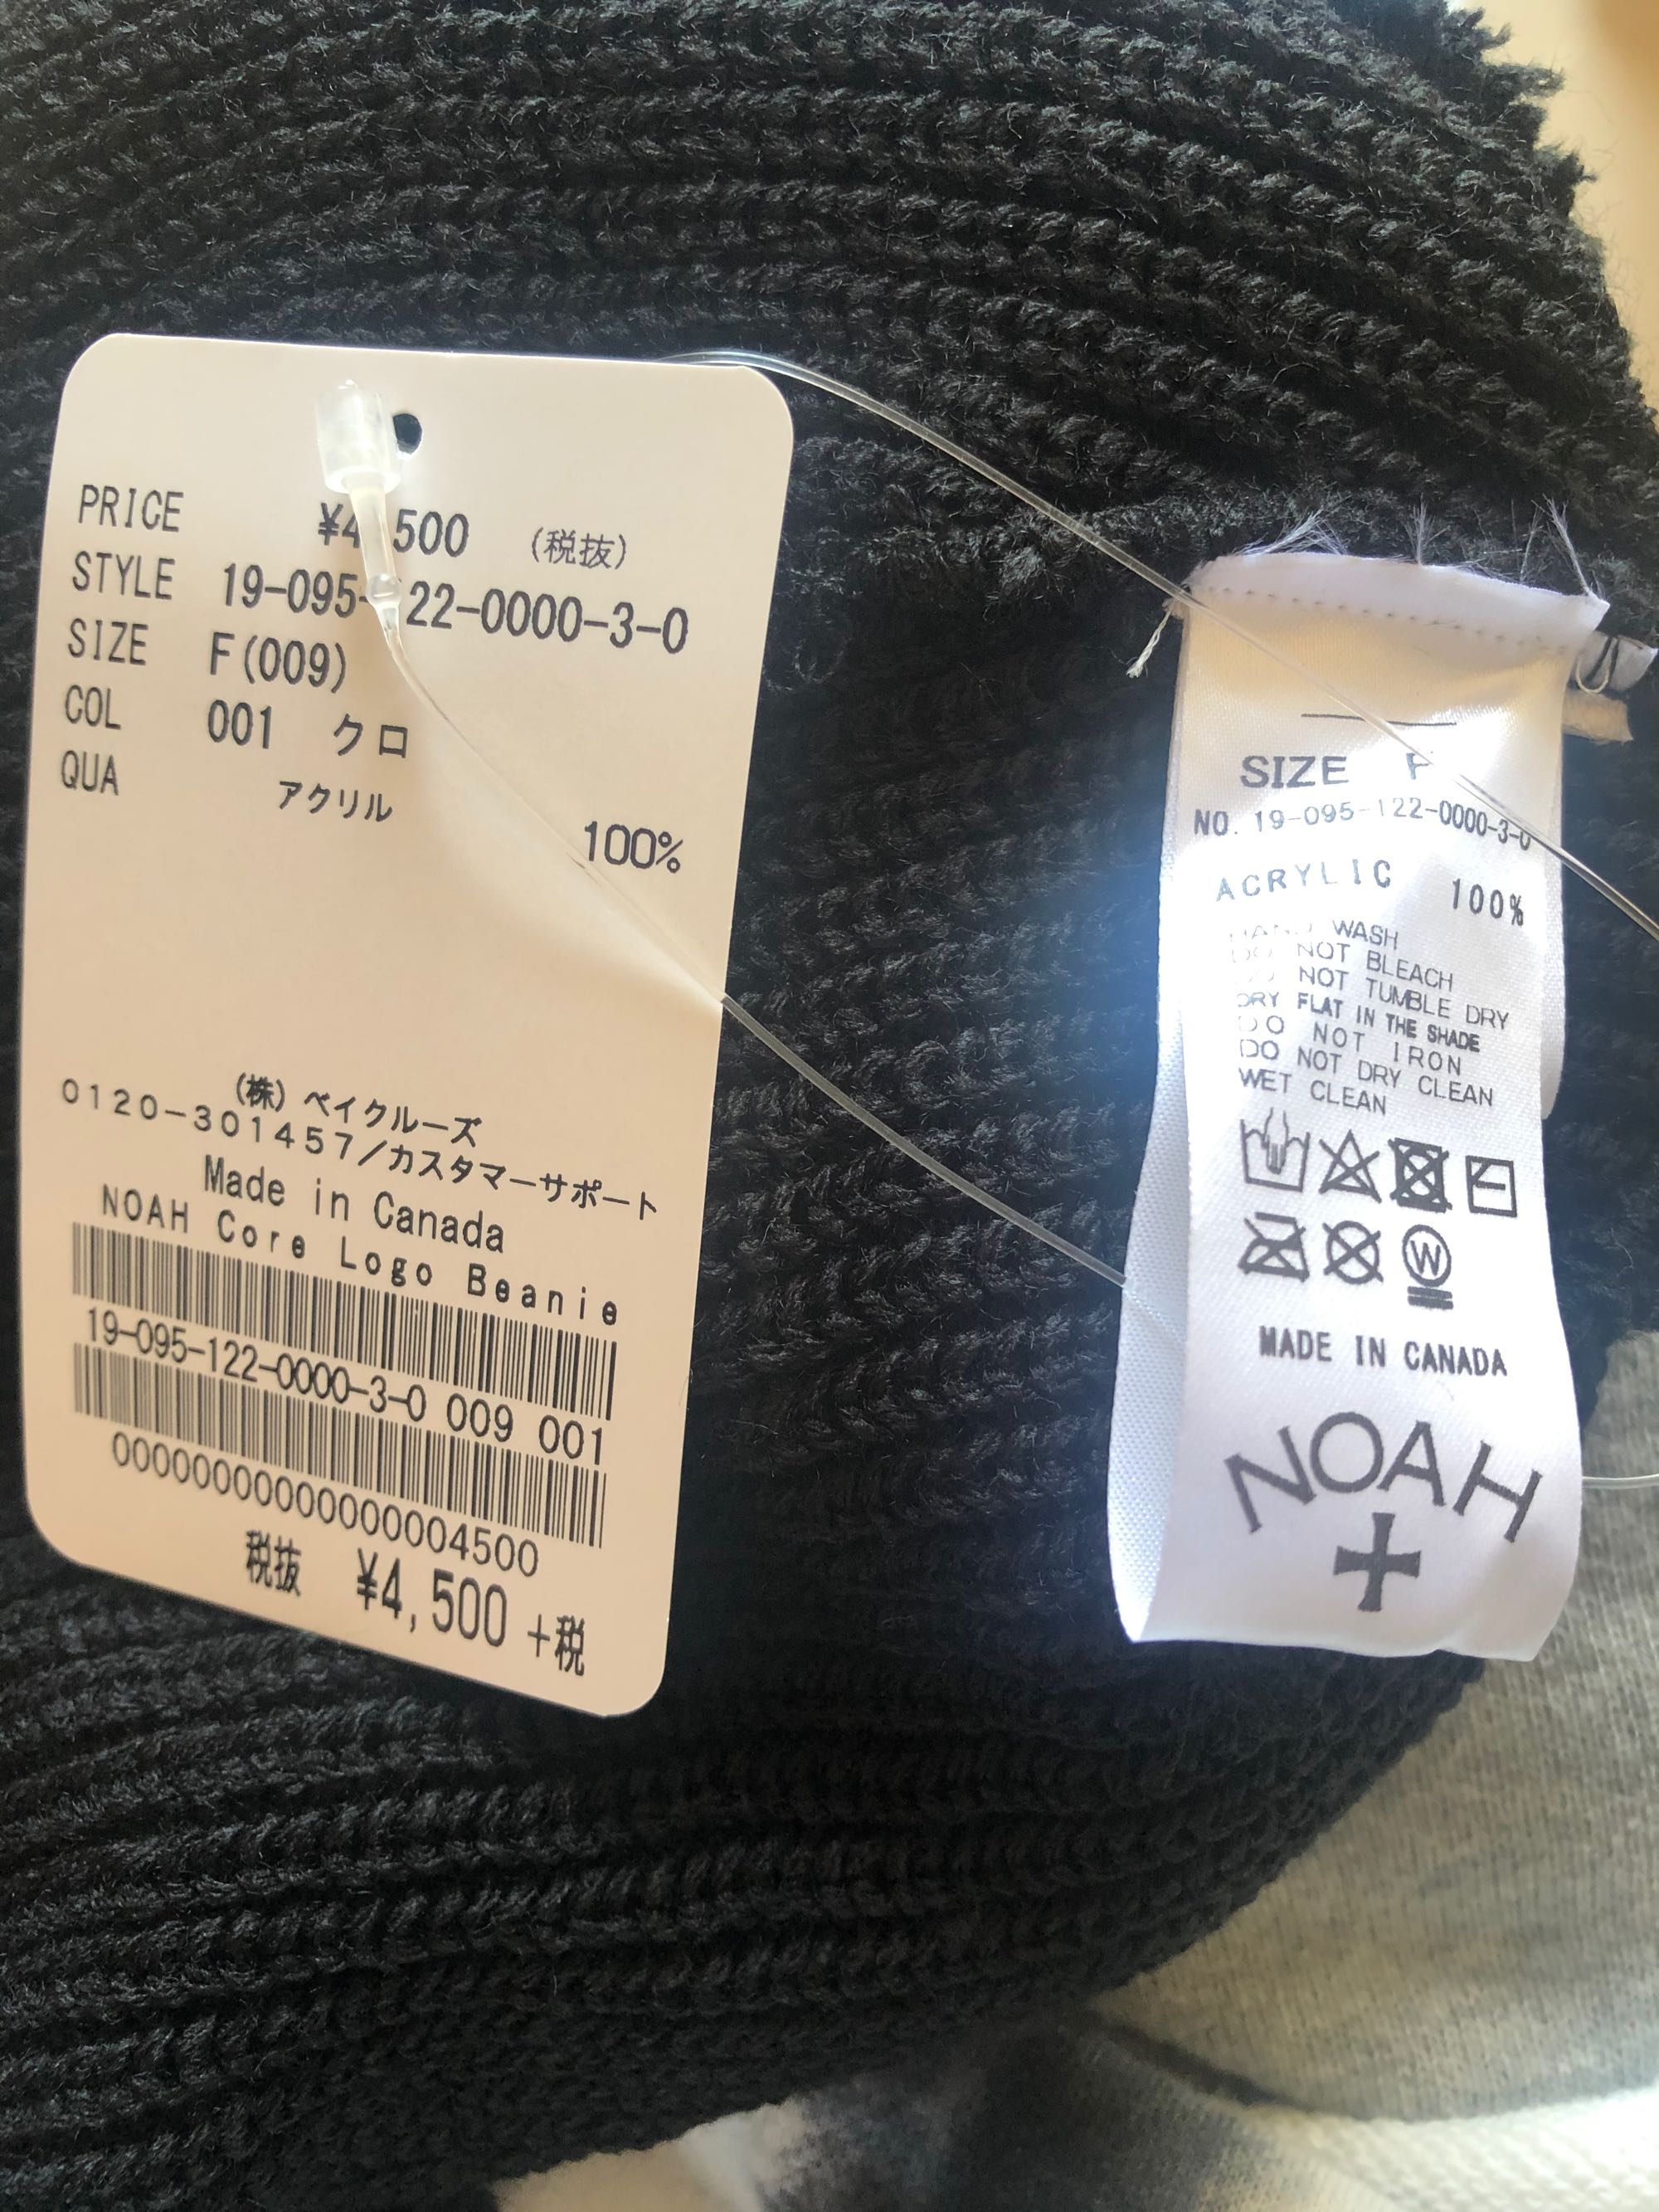 PRICE ¥4,500 (税抜)
STYLE 19-095-122-0000-3-0
SIZE F(009)
COL 001 クロ
QUA アクリル 100%
(株) ベイクルーズ
0120-301457/カスタマーサポート
Made in Canada
NOAH Core Logo Beanie
19-095-122-0000-3-0 009 001
0000000000000004500
税抜 ¥4,500 +税
SIZE F
NO. 19-095-122-0000-3-0
ACRYLIC 100%
HAND WASH
DO NOT BLEACH
DO NOT TUMBLE DRY
DRY FLAT IN THE SHADE
DO NOT IRON
DO NOT DRY CLEAN
WET CLEAN
W
MADE IN CANADA
NOAH